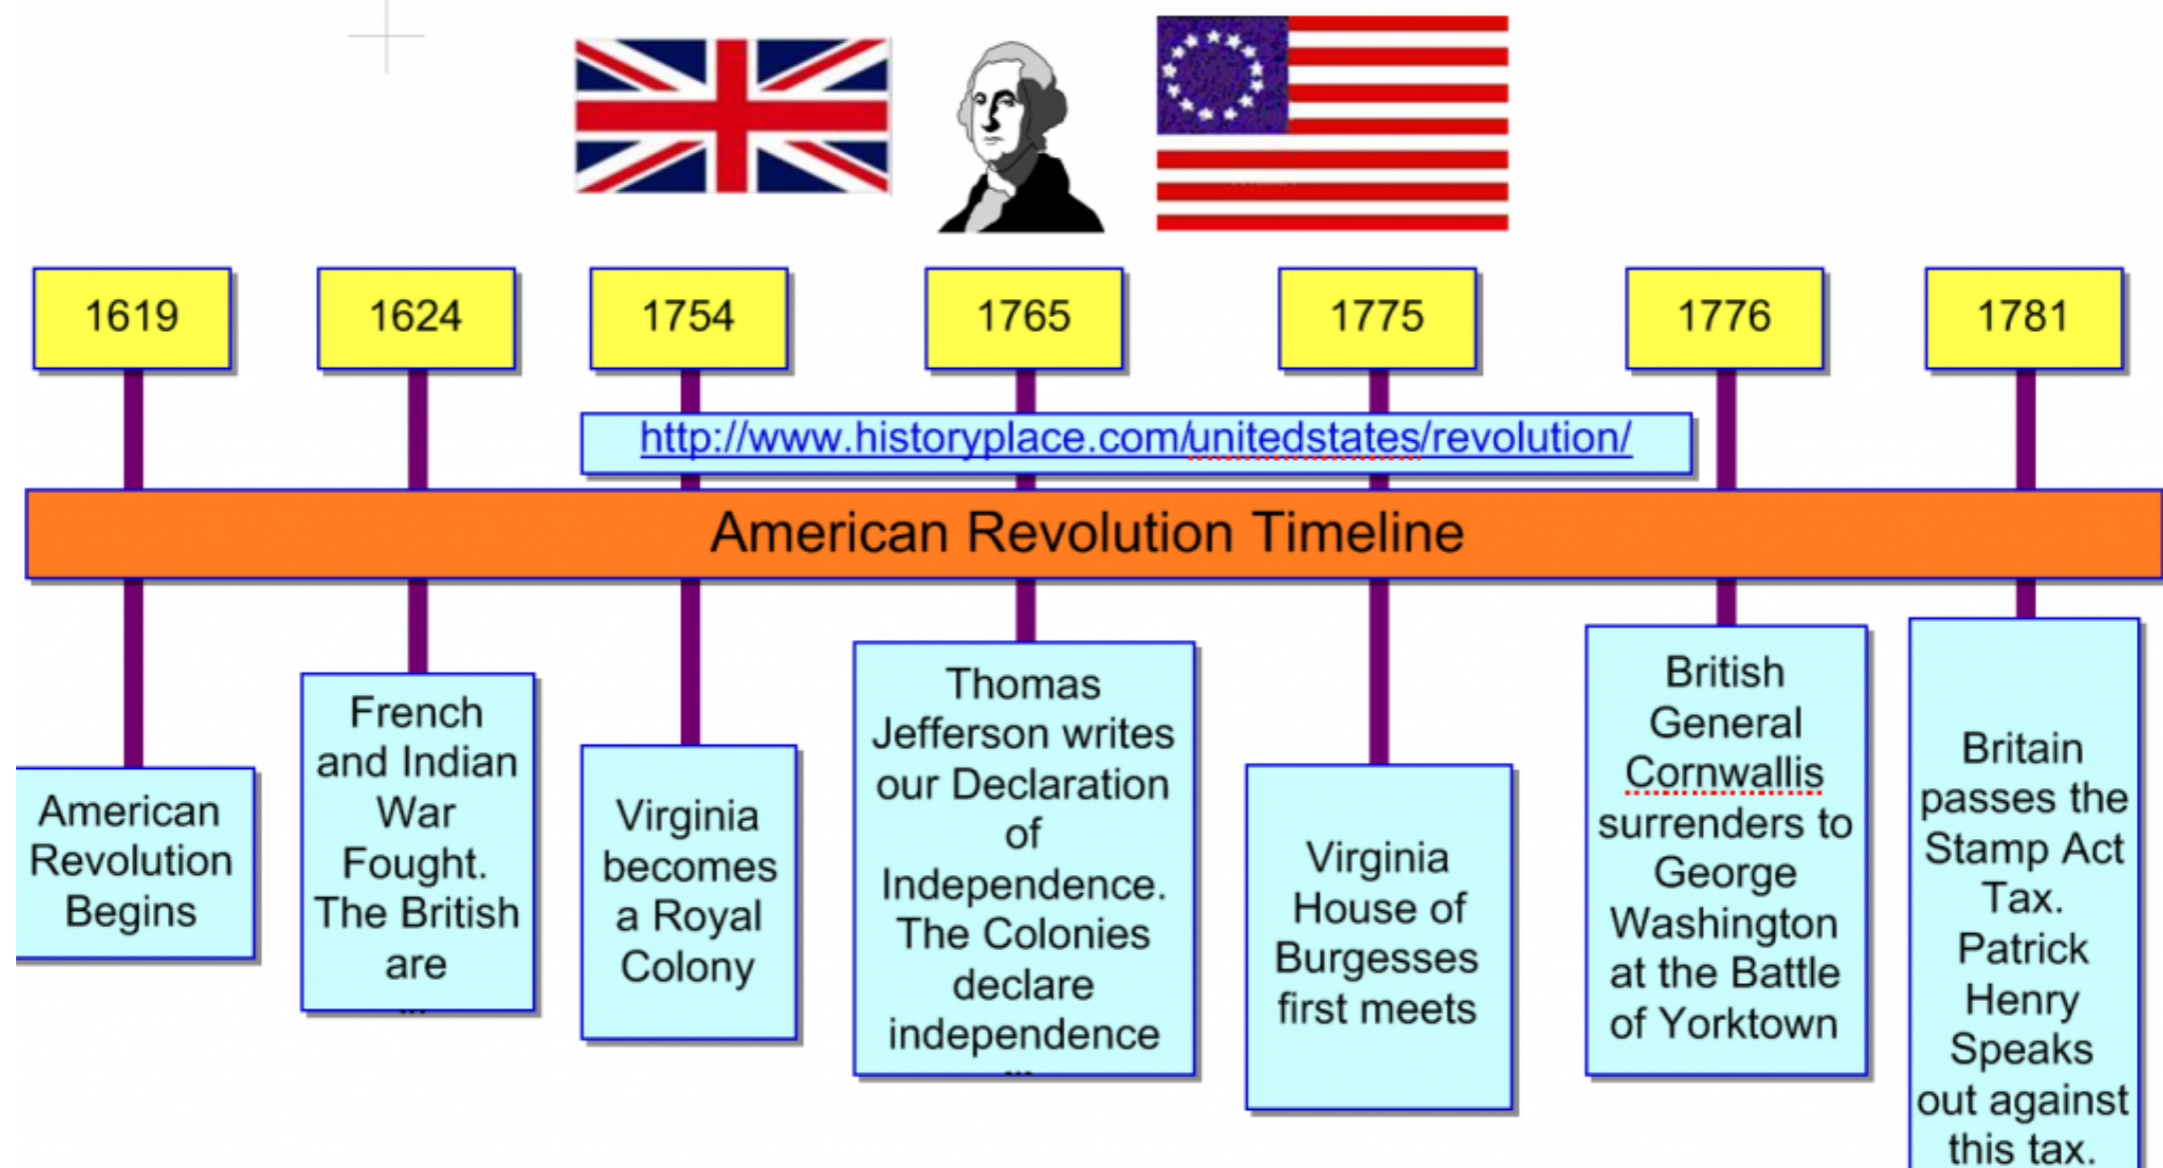 1619
1624
1754
1765
1775
1776
1781
http://www.historyplace.com/unitedstates/revolution/
American Revolution Timeline
American
Revolution
Begins
French
and Indian
War
Fought.
The British
are
...
Virginia
becomes
a Royal
Colony
Thomas
Jefferson writes
our Declaration
of
Independence.
The Colonies
declare
independence
...
Virginia
House of
Burgesses
first meets
British
General
Cornwallis
surrenders to
George
Washington
at the Battle
of Yorktown
Britain
passes the
Stamp Act
Tax.
Patrick
Henry
Speaks
out against
this tax.